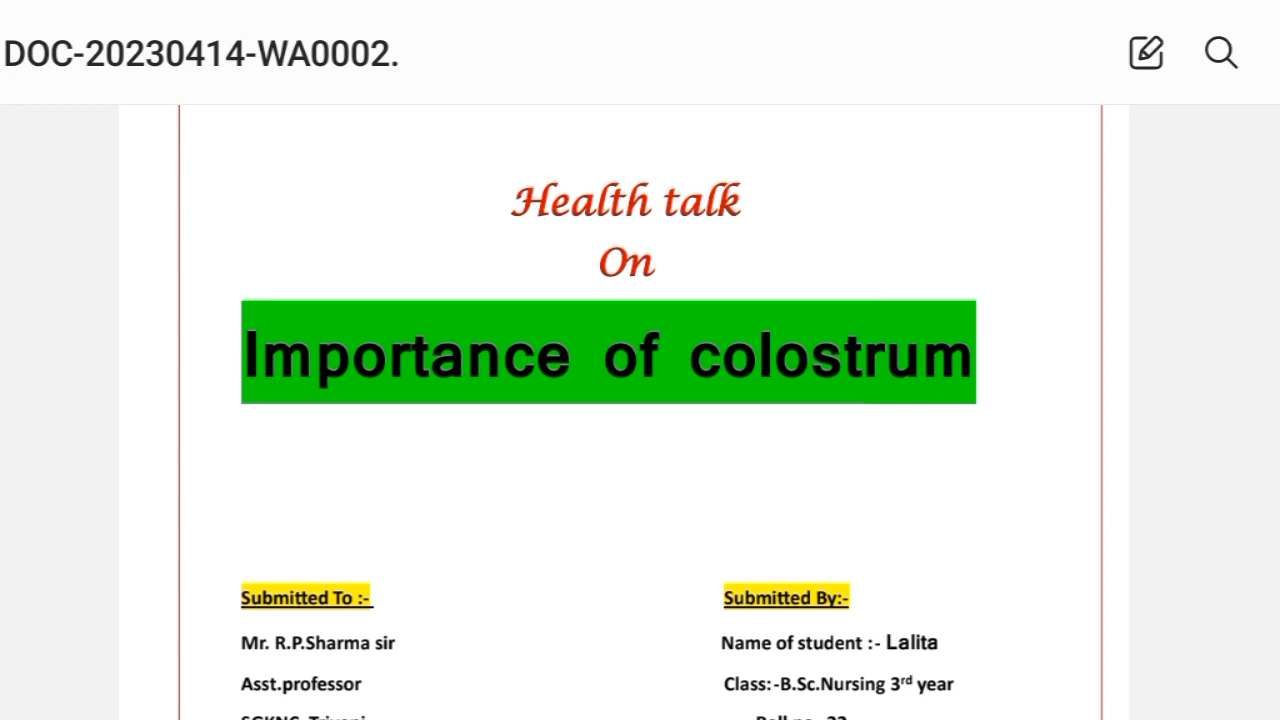 DOC-20230414-WA0002.
Health talk
On
Importance of colostrum
Submitted To :-
Submitted By:-
Mr. R.P.Sharma sir
Name of student :- Lalita
Asst.professor
Class:-B.Sc.Nursing 3rd year